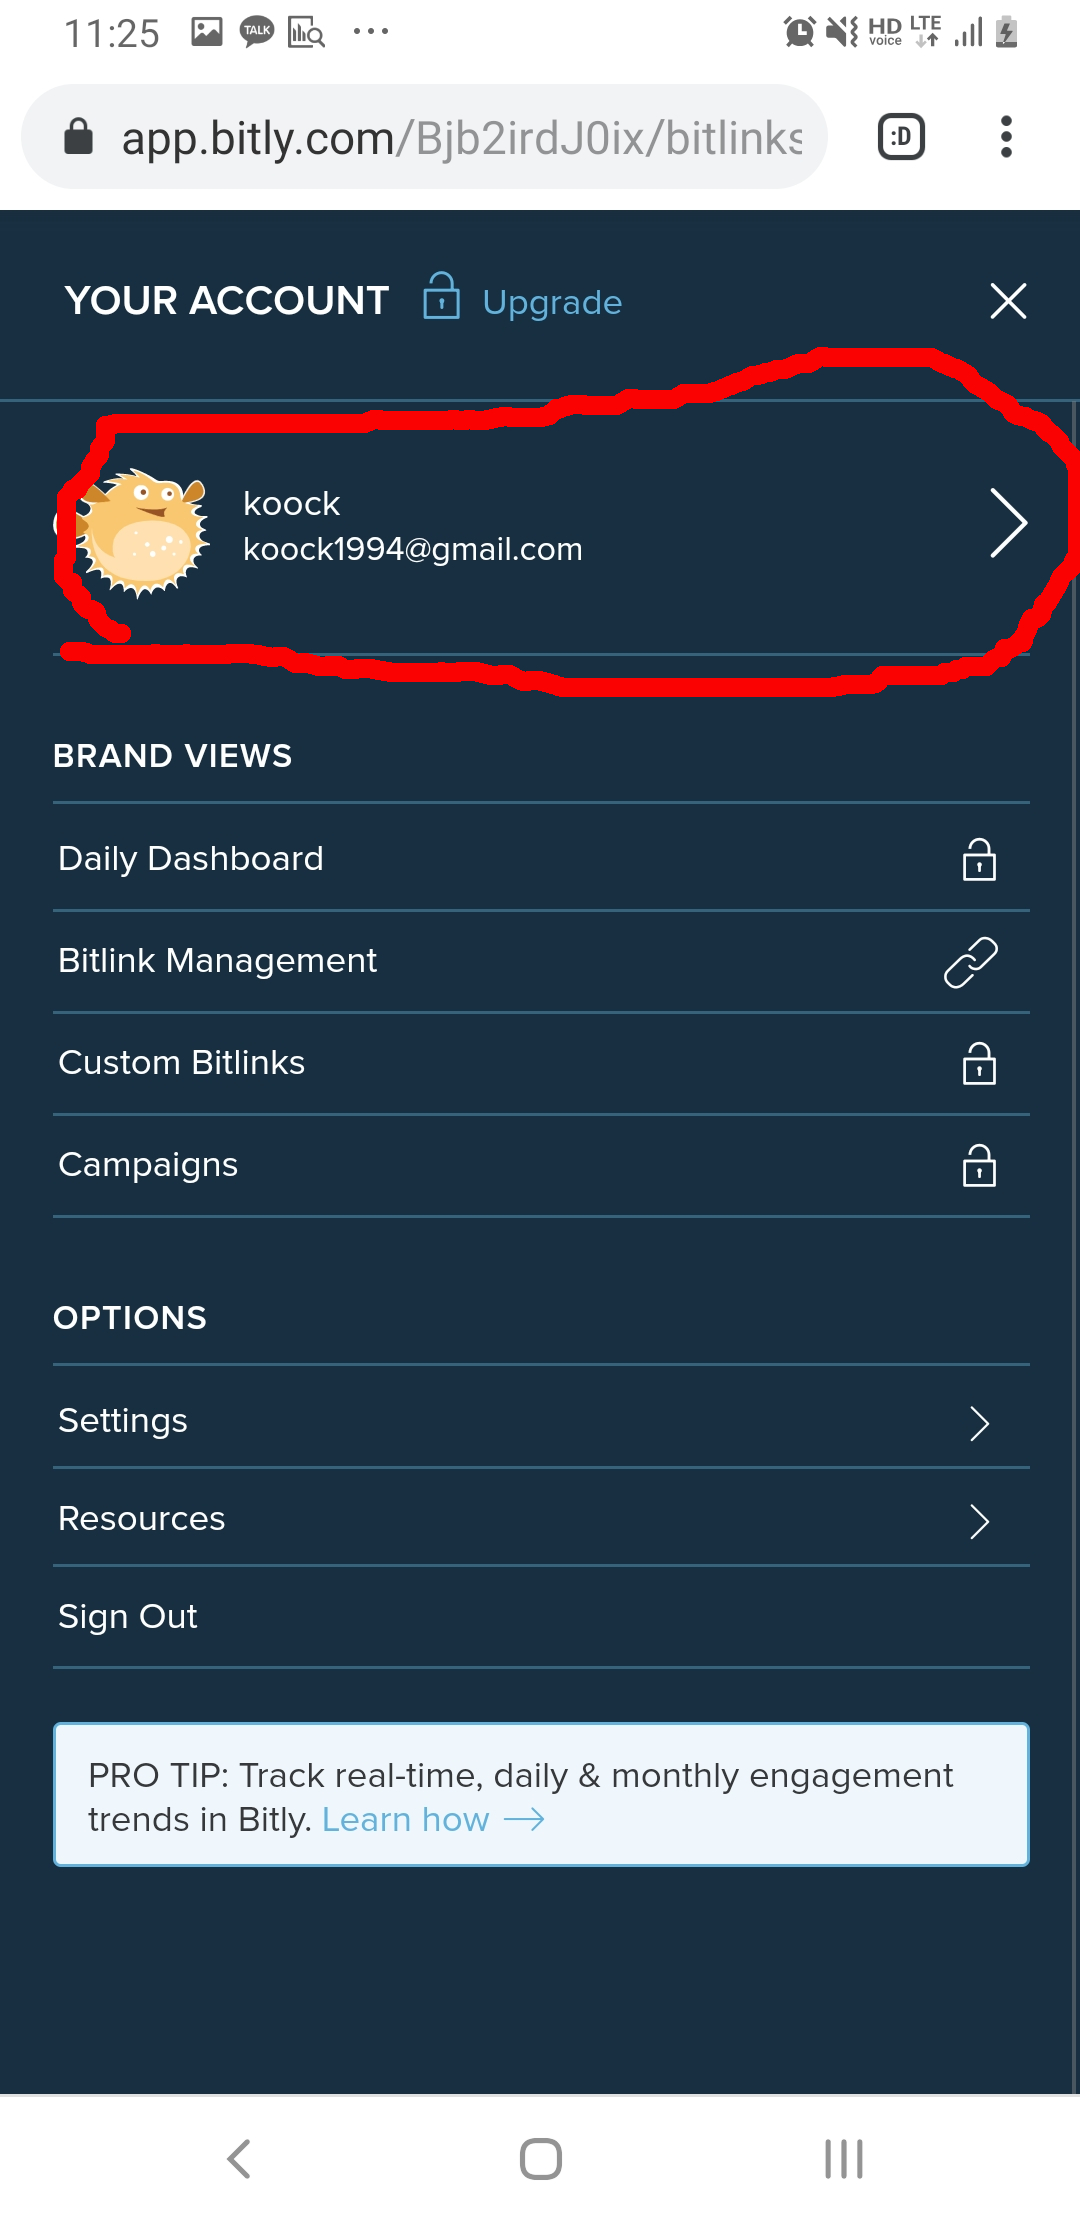 11:25 TALK HD voice LTE
app.bitly.com/Bjb2irdJ0ix/bitlinks
:D
YOUR ACCOUNT Upgrade
koock
koock1994@gmail.com
BRAND VIEWS
Daily Dashboard
Bitlink Management
Custom Bitlinks
Campaigns
OPTIONS
Settings
Resources
Sign Out
PRO TIP: Track real-time, daily & monthly engagement
trends in Bitly. Learn how →